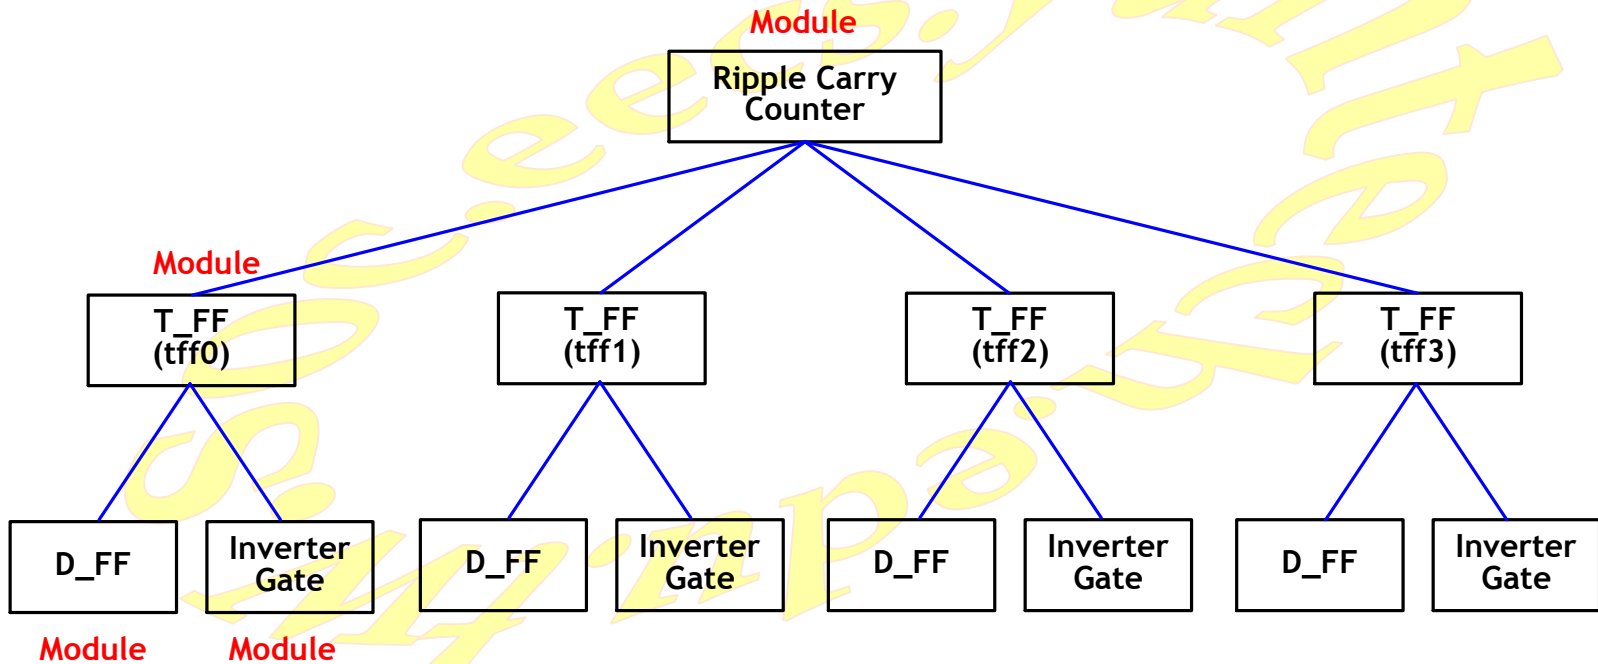 Module
Ripple Carry
Counter
Module
T_FF
(tff0)
T_FF
(tff1)
T_FF
(tff2)
T_FF
(tff3)
D_FF
Inverter
Gate
D_FF
Inverter
Gate
D_FF
Inverter
Gate
D_FF
Inverter
Gate
Module
Module